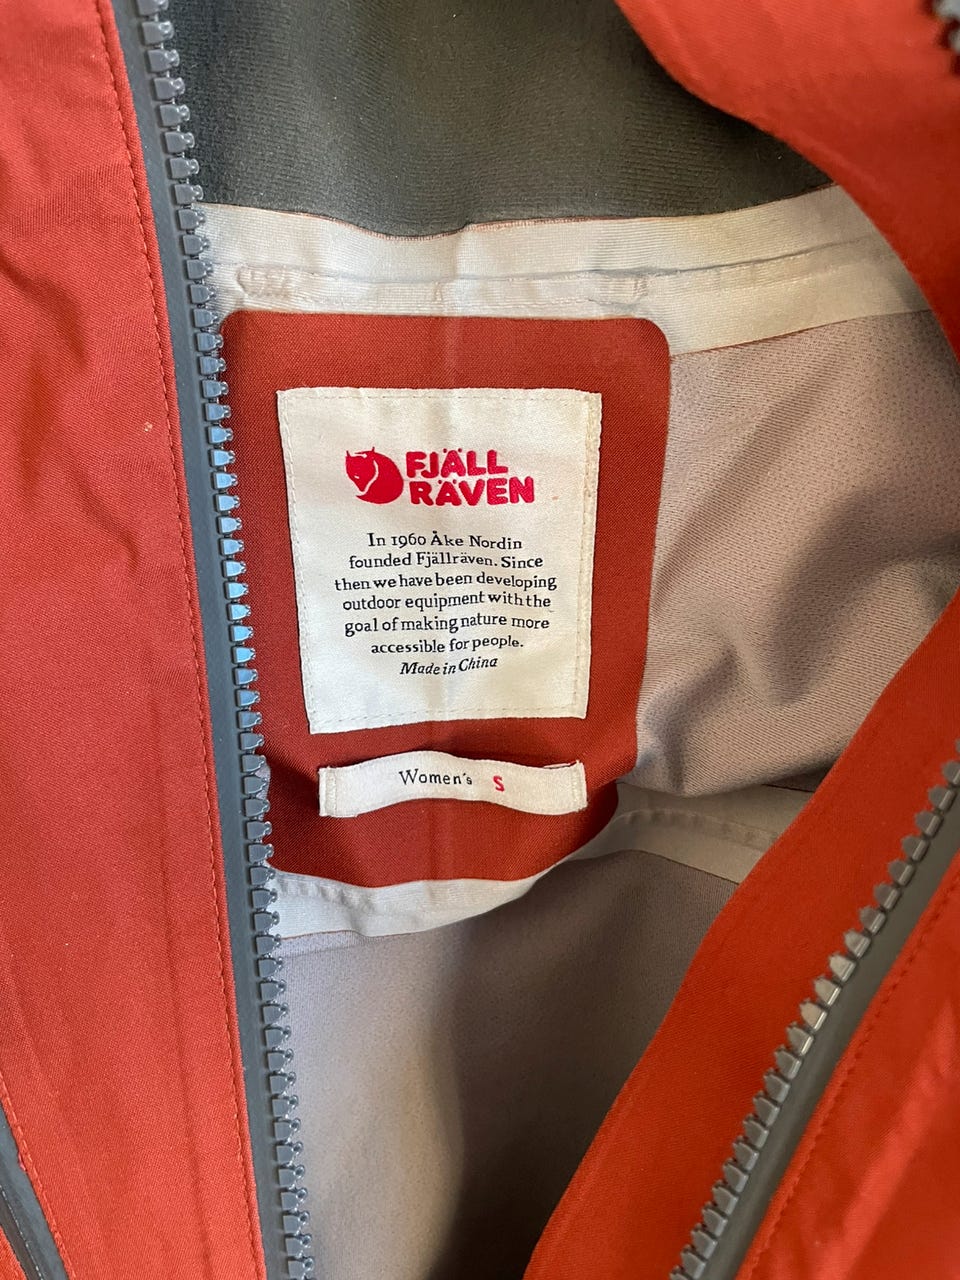 FJÄLL
RÄVEN
In 1960 Åke Nordin
founded Fjällräven. Since
then we have been developing
outdoor equipment with the
goal of making nature more
accessible for people.
Made in China
Women's S